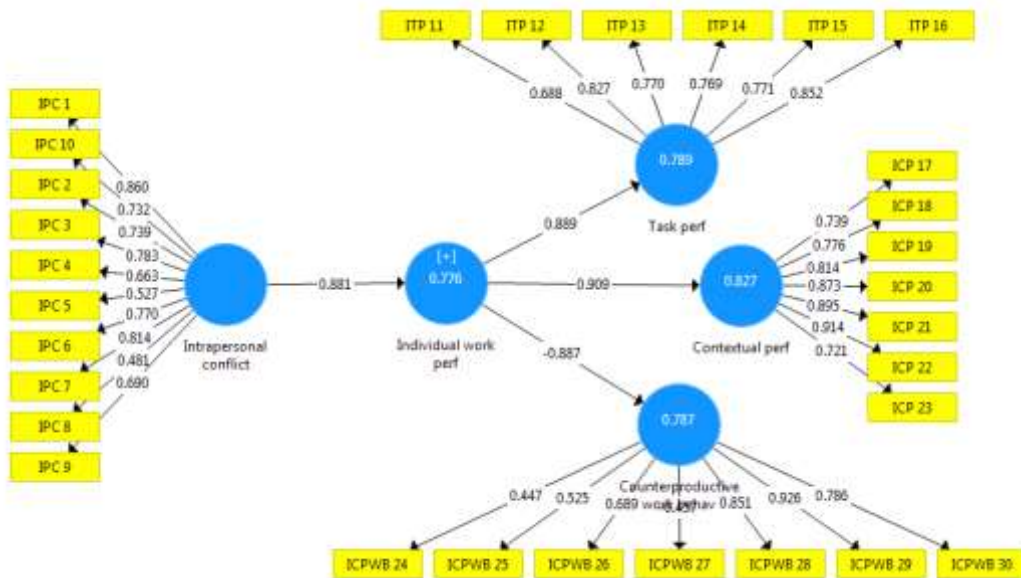 ITP 11
ITP 12
ITP 13
ITP 14
ITP 15
ITP 16
0.688
0.827
0.770
0.769
0.771
0.852
0.789
Task perf
IPC 1
IPC 10
IPC 2
IPC 3
IPC 4
IPC 5
IPC 6
IPC 7
IPC 8
IPC 9
0.860
0.732
0.739
0.783
0.663
0.527
0.770
0.814
0.481
0.690
Intrapersonal
conflict
0.881
[+]
0.776
Individual work
perf
0.889
0.909
-0.887
0.827
Contextual perf
ICP 17
ICP 18
ICP 19
ICP 20
ICP 21
ICP 22
ICP 23
0.739
0.776
0.814
0.873
0.895
0.914
0.721
0.787
Counterproductive
work behav
0.447
0.525
0.689
0.851
0.926
0.786
ICPWB 24
ICPWB 25
ICPWB 26
ICPWB 27
ICPWB 28
ICPWB 29
ICPWB 30